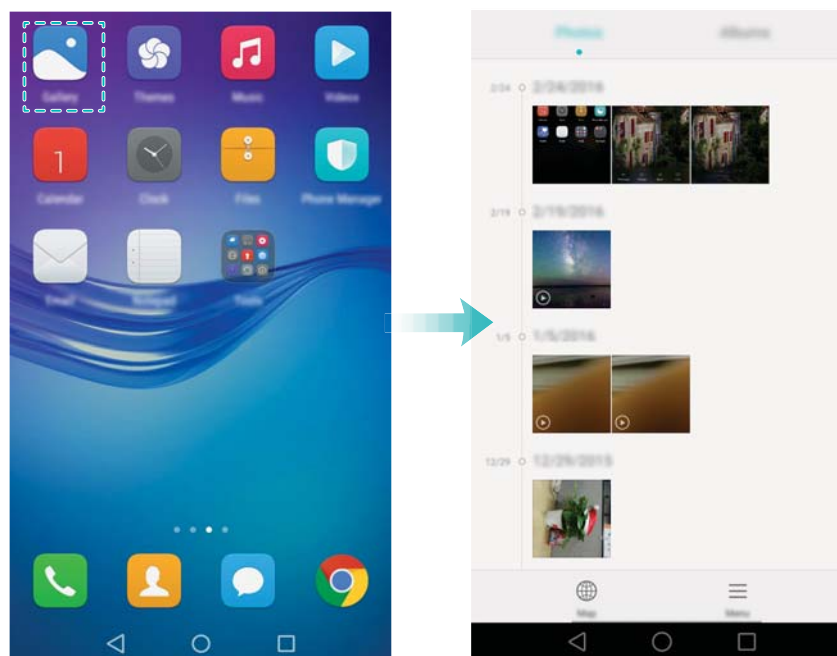 Gallery
Themes
Music
Videos
1
Calendar
Clock
Files
Phone Manager
Email
Notepad
Tools
Photos
Albums
2/24
2/24/2016
2/19
2/19/2016
1/5
1/5/2016
12/29
12/29/2015
Map
Menu